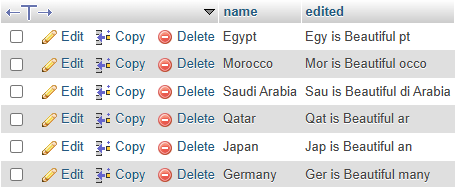 name edited
Edit Copy Delete Egypt Egy is Beautiful pt
Edit Copy Delete Morocco Mor is Beautiful occo
Edit Copy Delete Saudi Arabia Sau is Beautiful di Arabia
Edit Copy Delete Qatar Qat is Beautiful ar
Edit Copy Delete Japan Jap is Beautiful an
Edit Copy Delete Germany Ger is Beautiful many